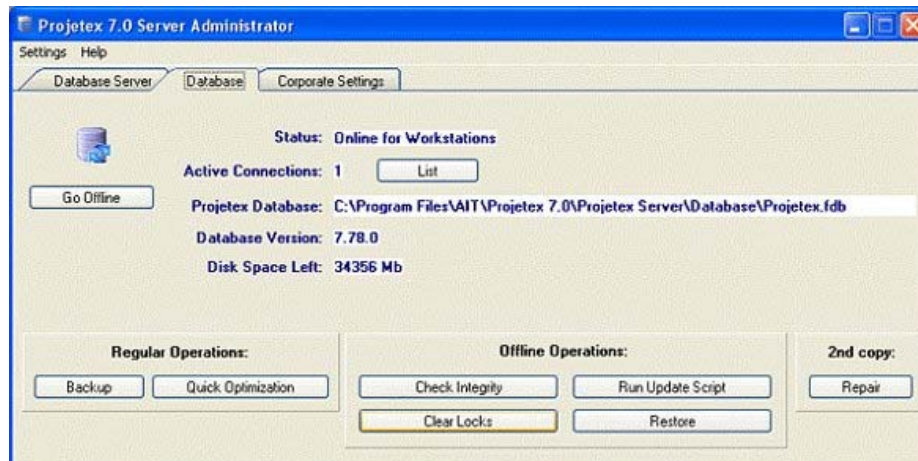 Projetex 7.0 Server Administrator
Settings Help
Database Server Database Corporate Settings
Status: Online for Workstations
Active Connections: 1 List
Go Offline
Projetex Database: C:\Program Files\AIT\Projetex 7.0\Projetex Server\Database\Projetex.fdb
Database Version: 7.78.0
Disk Space Left: 34356 Mb
Regular Operations: Offline Operations: 2nd copy:
Backup Quick Optimization Check Integrity Run Update Script Repair
Clear Locks Restore